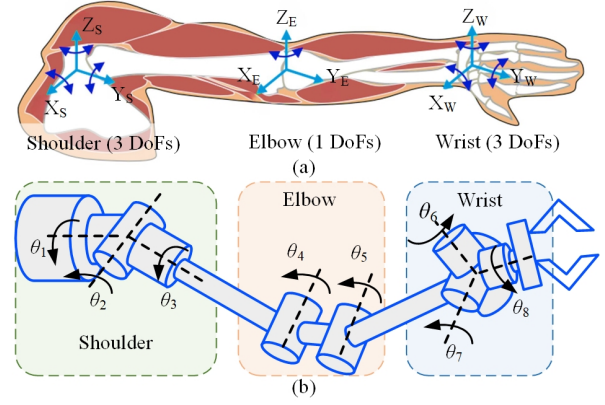 Z_S Z_E Z_W
X_S Y_S X_E Y_E X_W Y_W
Shoulder (3 DoFs) Elbow (1 DoFs) Wrist (3 DoFs)
(a)
Elbow Wrist
θ_1 θ_2 θ_3 θ_4 θ_5 θ_6 θ_7 θ_8
Shoulder
(b)